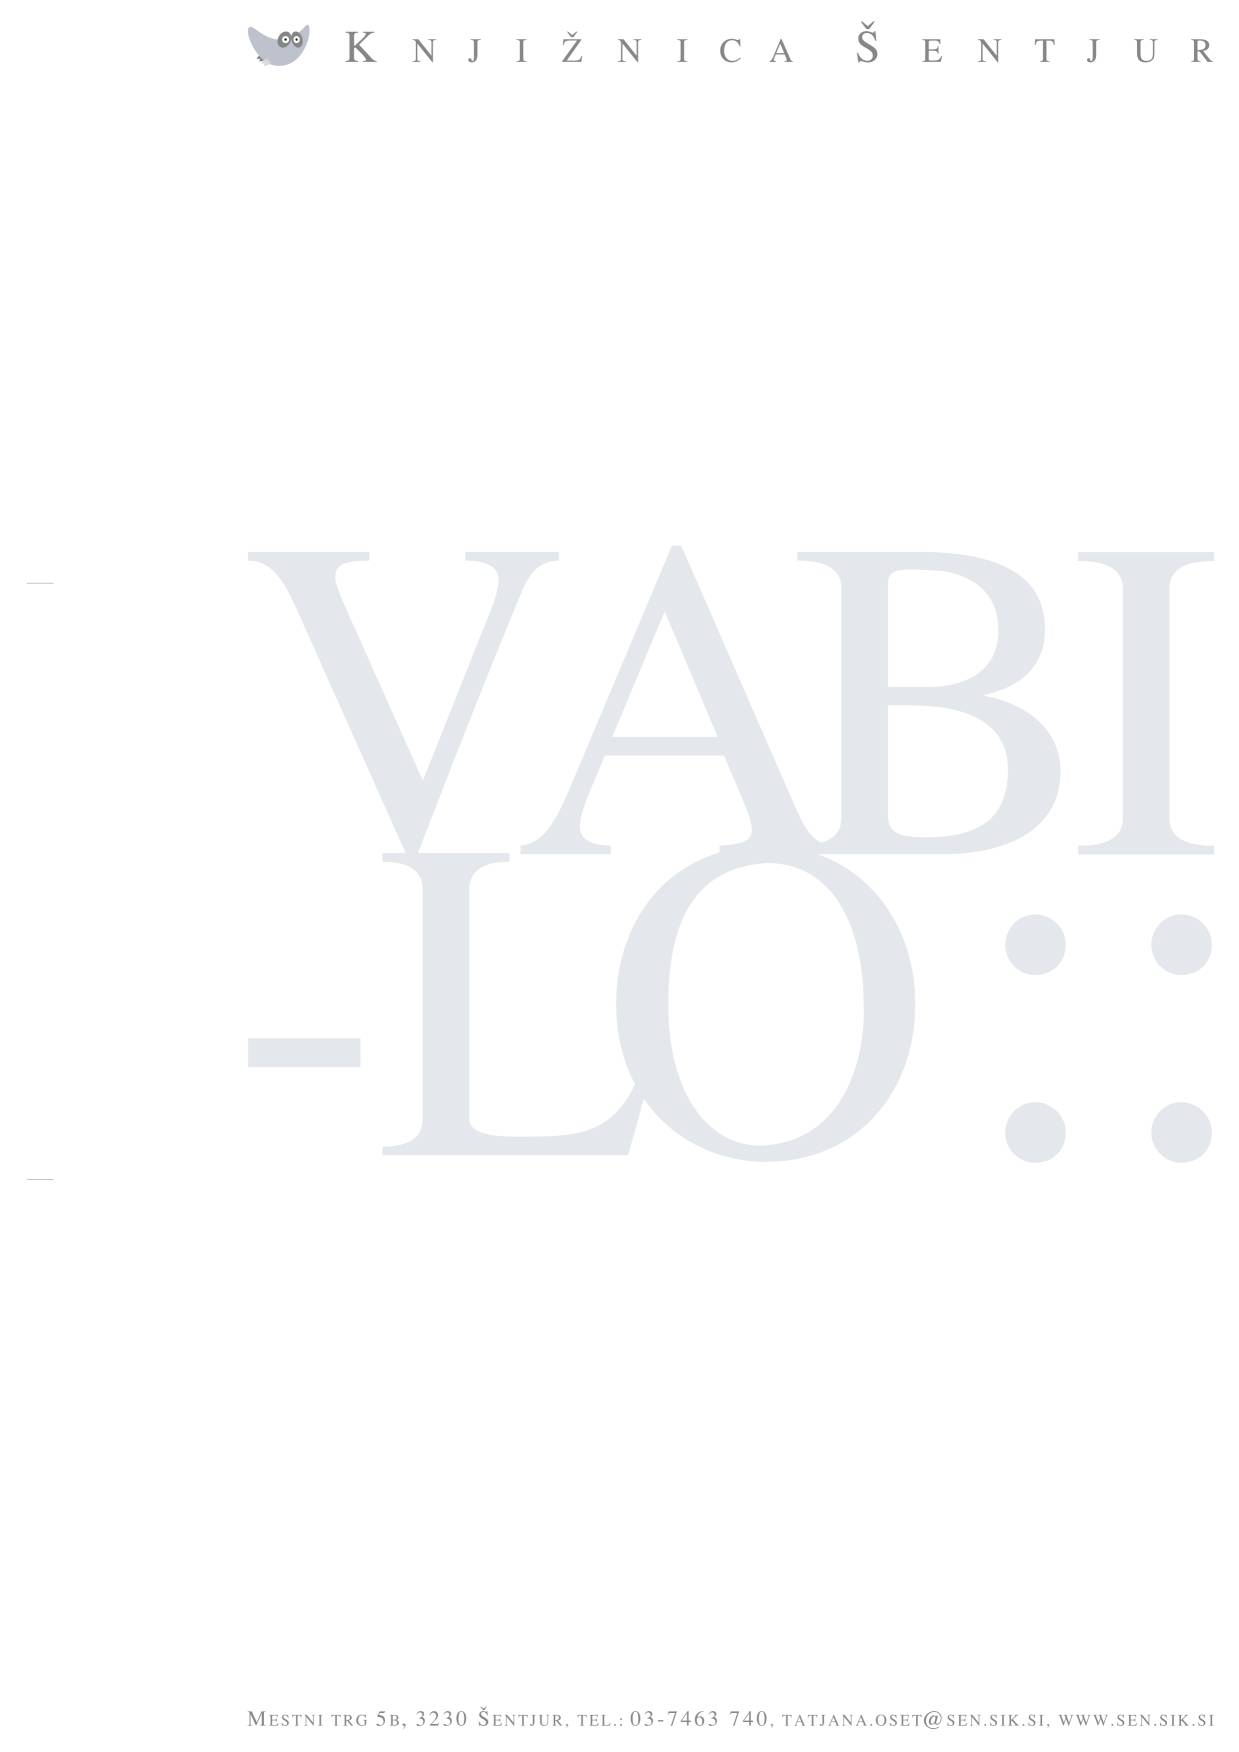 Knjižnica Šentjur
VABI
-LO ::
Mestni trg 5b, 3230 Šentjur, tel.: 03-7463 740, tatjana.oset@sen.sik.si, www.sen.sik.si